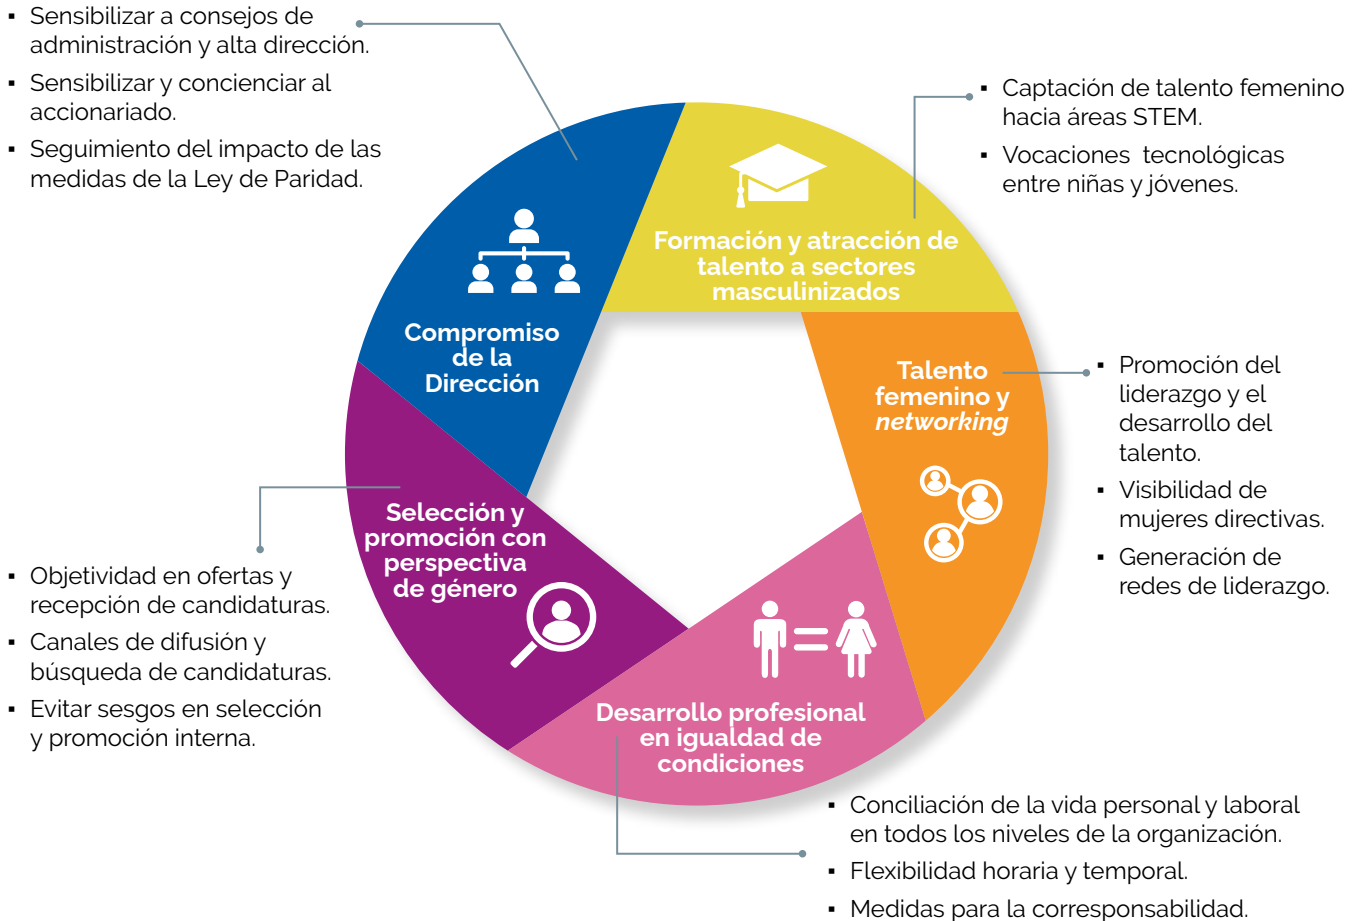 ▪ Sensibilizar a consejos de
administración y alta dirección.
▪ Sensibilizar y concienciar al
accionariado.
▪ Seguimiento del impacto de las
medidas de la Ley de Paridad.
▪ Captación de talento femenino
hacia áreas STEM.
▪ Vocaciones tecnológicas
entre niñas y jóvenes.
Formación y atracción de
talento a sectores
masculinizados
Compromiso
de la
Dirección
Talento
femenino y
networking
▪ Promoción del
liderazgo y el
desarrollo del
talento.
▪ Visibilidad de
mujeres directivas.
▪ Generación de
redes de liderazgo.
Selección y
promoción con
perspectiva
de género
▪ Objetividad en ofertas y
recepción de candidaturas.
▪ Canales de difusión y
búsqueda de candidaturas.
▪ Evitar sesgos en selección
y promoción interna.
Desarrollo profesional
en igualdad de
condiciones
▪ Conciliación de la vida personal y laboral
en todos los niveles de la organización.
▪ Flexibilidad horaria y temporal.
▪ Medidas para la corresponsabilidad.